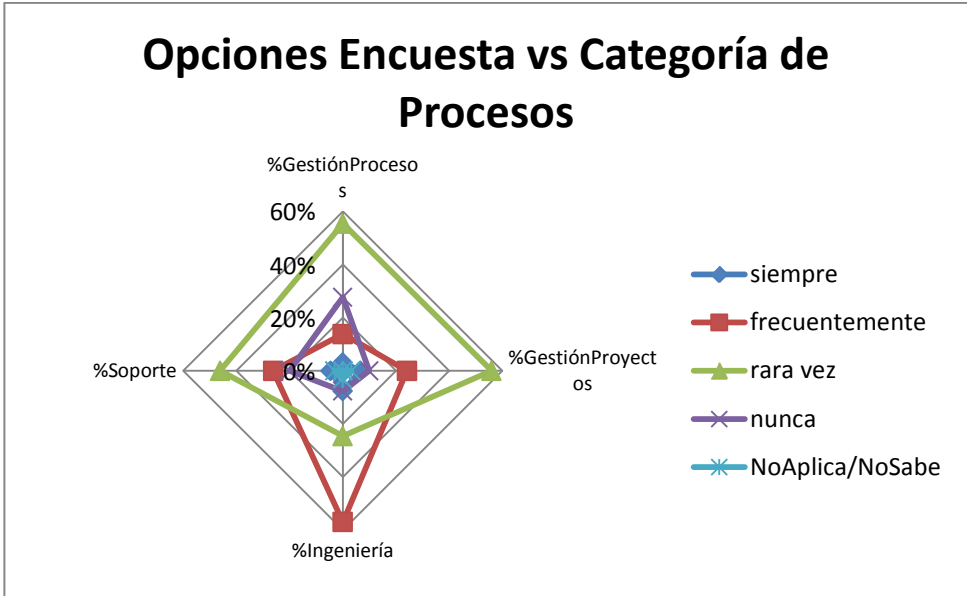 Opciones Encuesta vs Categoría de
Procesos
%GestiónProceso
s
60%
40%
20%
0%
%Soporte
%GestiónProyect
os
%Ingeniería
siempre
frecuentemente
rara vez
nunca
NoAplica/NoSabe